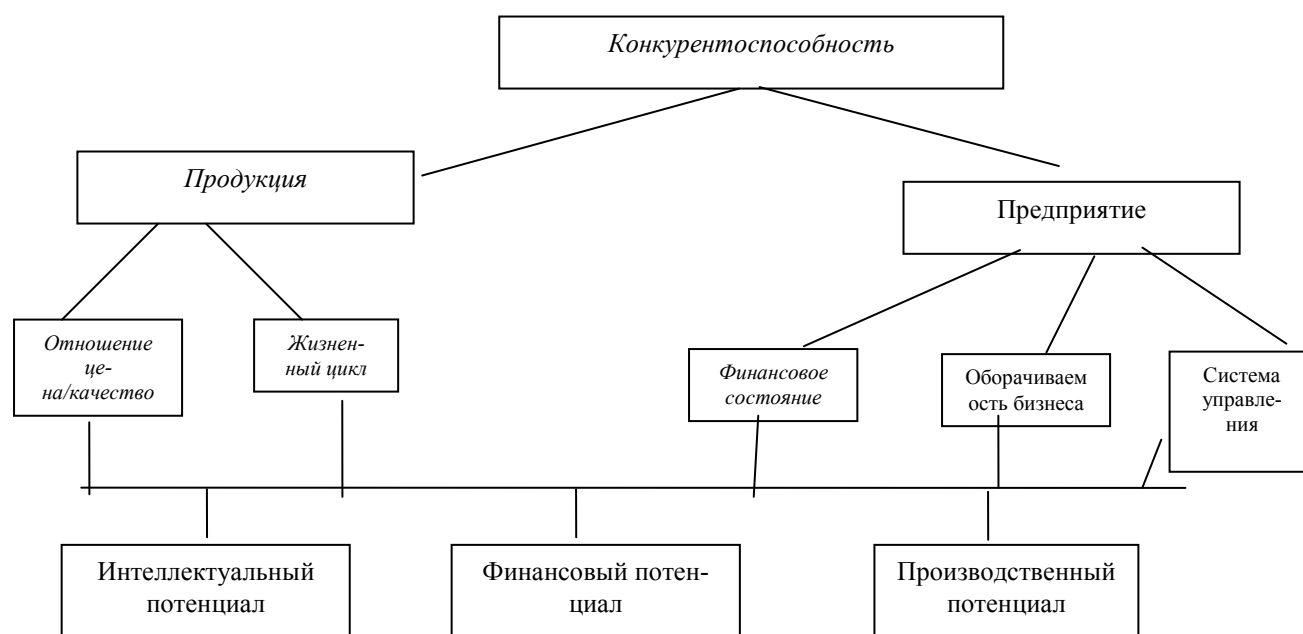 Конкурентоспособность
Продукция
Предприятие
Отношение
це-
на/качество
Жизнен-
ный цикл
Финансовое
состояние
Оборачиваем
ость бизнеса
Система
управле-
ния
Интеллектуальный
потенциал
Финансовый потен-
циал
Производственный
потенциал